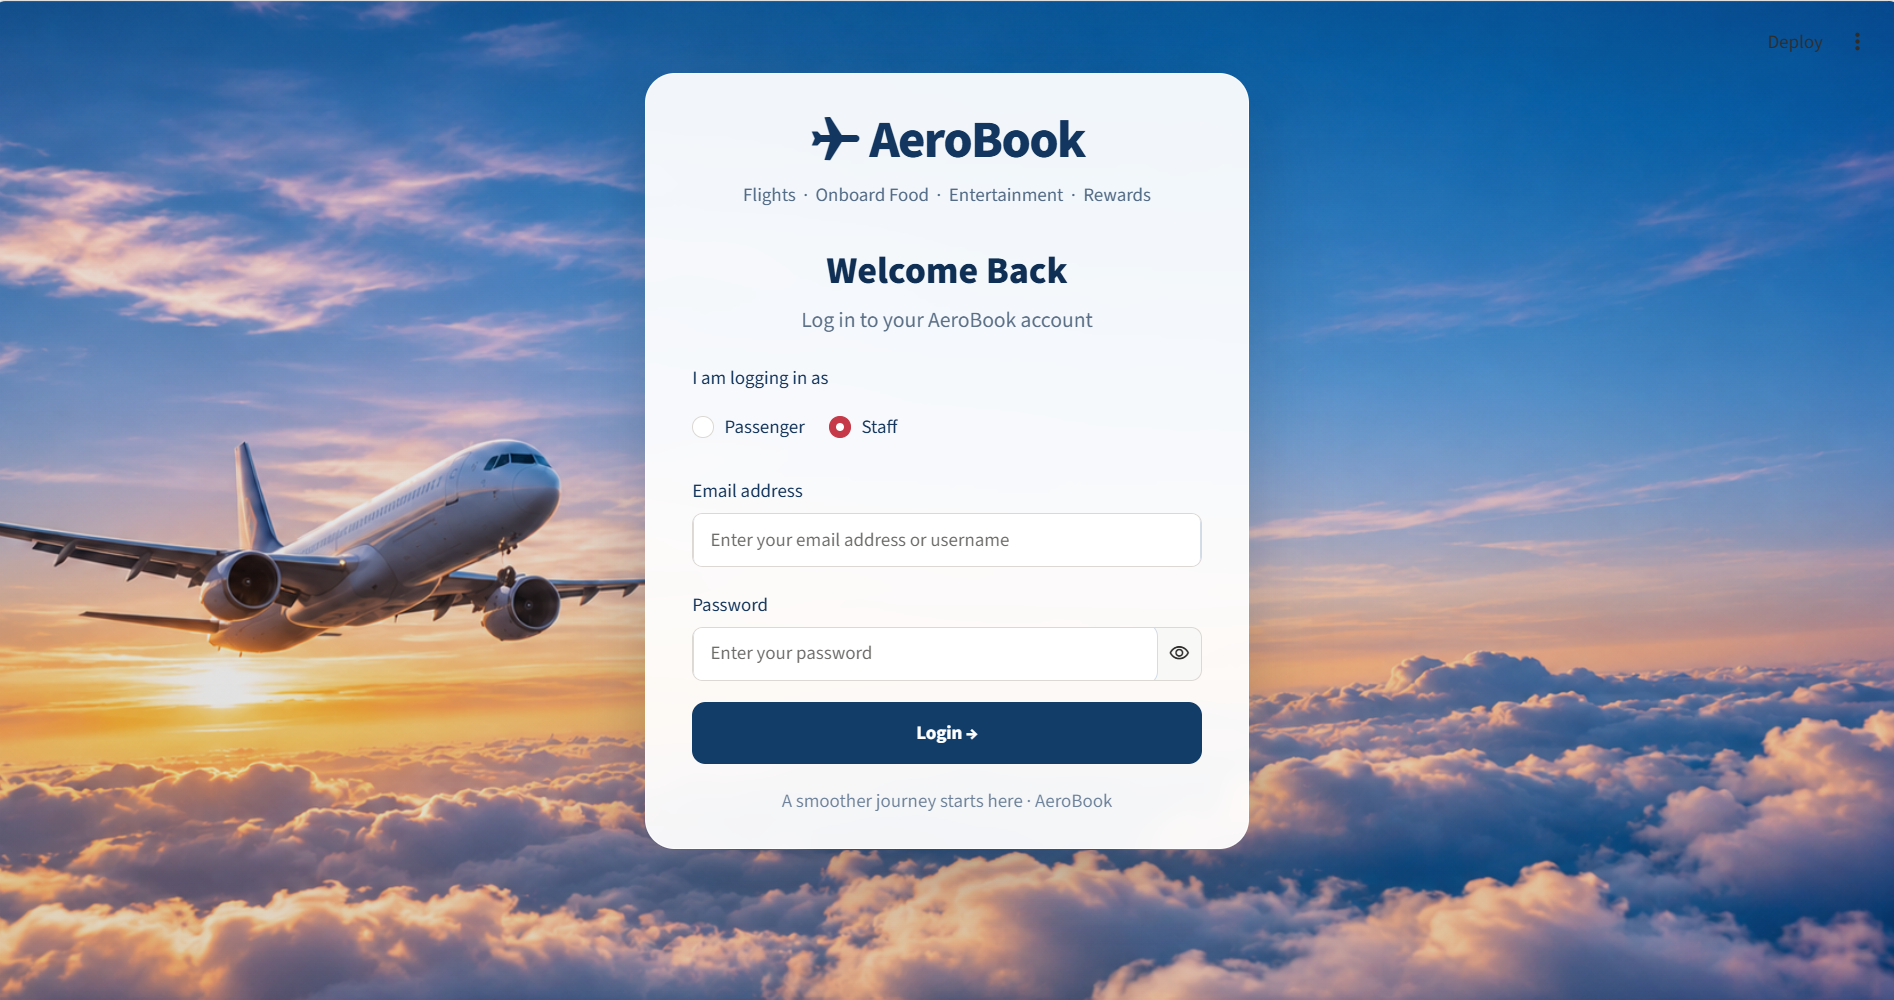 Deploy
AeroBook
Flights · Onboard Food · Entertainment · Rewards
Welcome Back
Log in to your AeroBook account
I am logging in as
Passenger Staff
Email address
Enter your email address or username
Password
Enter your password
Login →
A smoother journey starts here · AeroBook